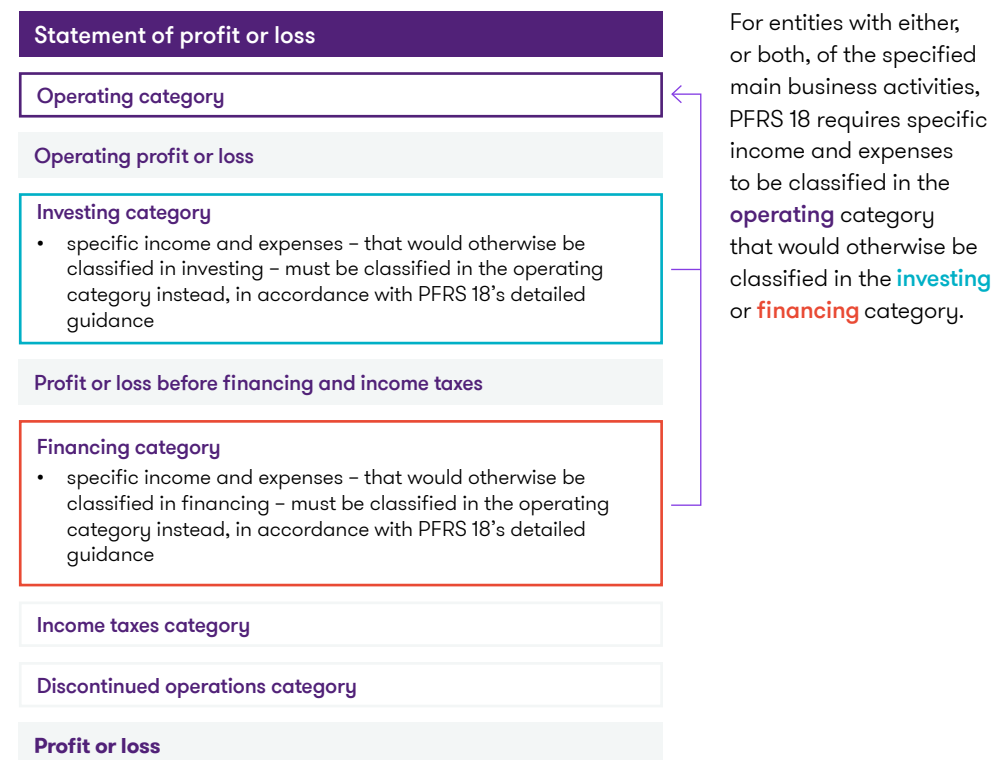 Statement of profit or loss
Operating category
Operating profit or loss
Investing category
• specific income and expenses – that would otherwise be
classified in investing – must be classified in the operating
category instead, in accordance with PFRS 18’s detailed
guidance
Profit or loss before financing and income taxes
Financing category
• specific income and expenses – that would otherwise be
classified in financing – must be classified in the operating
category instead, in accordance with PFRS 18’s detailed
guidance
Income taxes category
Discontinued operations category
Profit or loss
For entities with either,
or both, of the specified
main business activities,
PFRS 18 requires specific
income and expenses
to be classified in the
operating category
that would otherwise be
classified in the investing
or financing category.